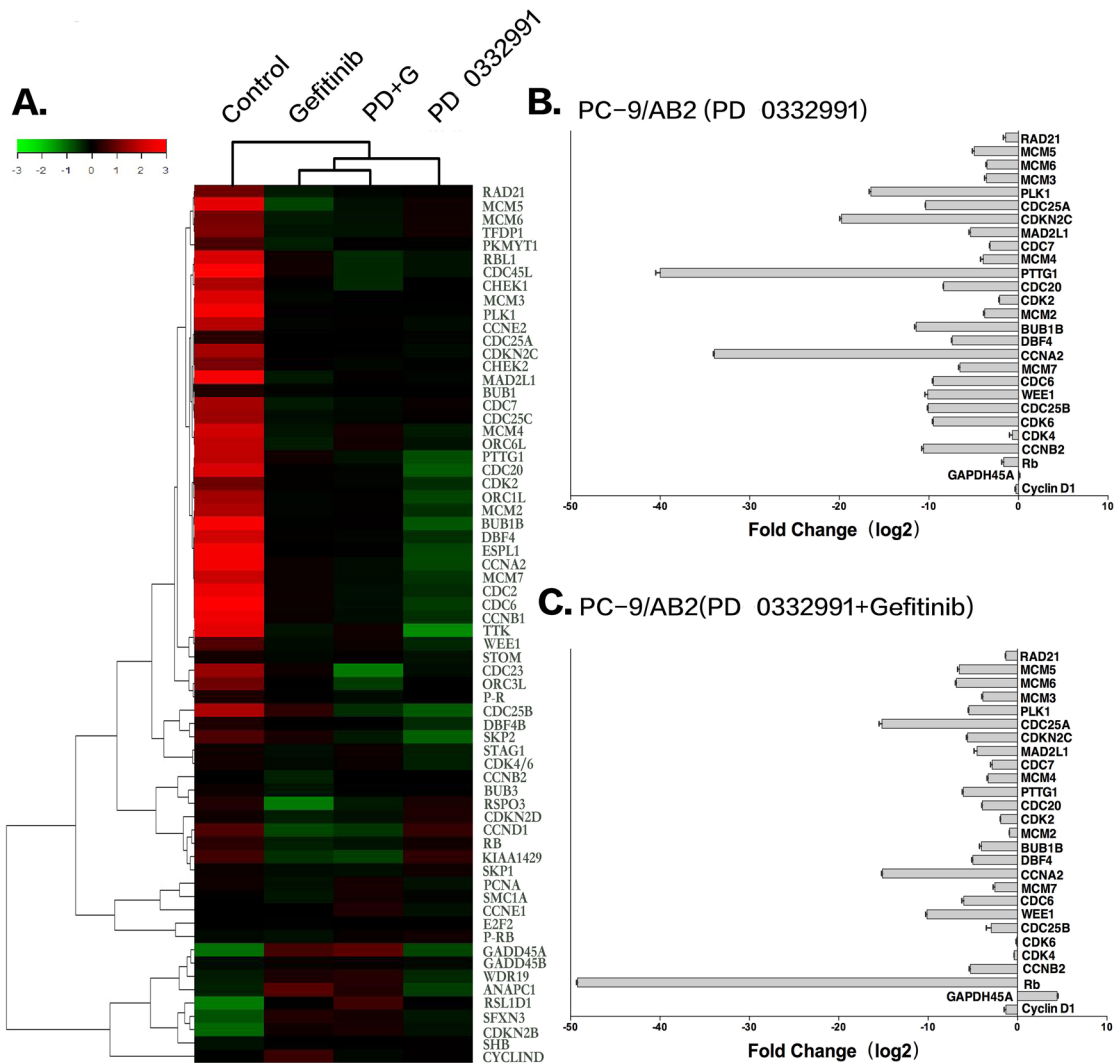 A.
Control
Gefitinib
PD+G
PD 0332991
-3 -2 -1 0 1 2 3
RAD21
MCM5
MCM6
TFDP1
PKMYT1
RBL1
CDC45L
CHEK1
MCM3
PLK1
CCNE2
CDC25A
CDKN2C
CHEK2
MAD2L1
BUB1
CDC7
CDC25C
MCM4
ORC6L
PTTG1
CDC20
CDK2
ORC1L
MCM2
BUB1B
DBF4
ESPL1
CCNA2
MCM7
CDC2
CDC6
CCNB1
TTK
WEE1
STOM
CDC23
ORC3L
P-R
CDC25B
DBF4B
SKP2
STAG1
CDK4/6
CCNB2
BUB3
RSPO3
CDKN2D
CCND1
RB
KIAA1429
SKP1
PCNA
SMC1A
CCNE1
E2F2
P-RB
GADD45A
GADD45B
WDR19
ANAPC1
RSL1D1
SFXN3
CDKN2B
SHB
CYCLIND
B. PC-9/AB2 (PD 0332991)
RAD21
MCM5
MCM6
MCM3
PLK1
CDC25A
CDKN2C
MAD2L1
CDC7
MCM4
PTTG1
CDC20
CDK2
MCM2
BUB1B
DBF4
CCNA2
MCM7
CDC6
WEE1
CDC25B
CDK6
CDK4
CCNB2
Rb
GAPDH45A
Cyclin D1
-50 -40 -30 -20 -10 0
Fold Change (log2)
C. PC-9/AB2(PD 0332991+Gefitinib)
RAD21
MCM5
MCM6
MCM3
PLK1
CDC25A
CDKN2C
MAD2L1
CDC7
MCM4
PTTG1
CDC20
CDK2
MCM2
BUB1B
DBF4
CCNA2
MCM7
CDC6
WEE1
CDC25B
CDK6
CDK4
CCNB2
Rb
GAPDH45A
Cyclin D1
-50 -40 -30 -20 -10 0
Fold Change (log2)